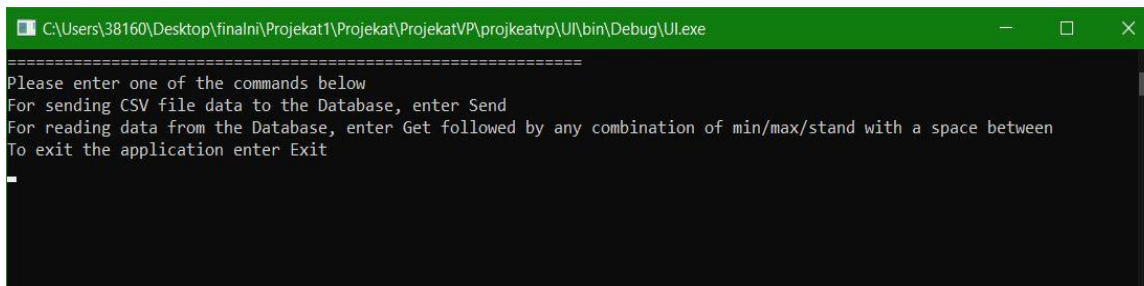 C:\Users\38160\Desktop\finalni\Projekat1\Projekat\ProjekatVP\projkeatvp\UI\bin\Debug\UI.exe
=============================================================
Please enter one of the commands below
For sending CSV file data to the Database, enter Send
For reading data from the Database, enter Get followed by any combination of min/max/stand with a space between
To exit the application enter Exit